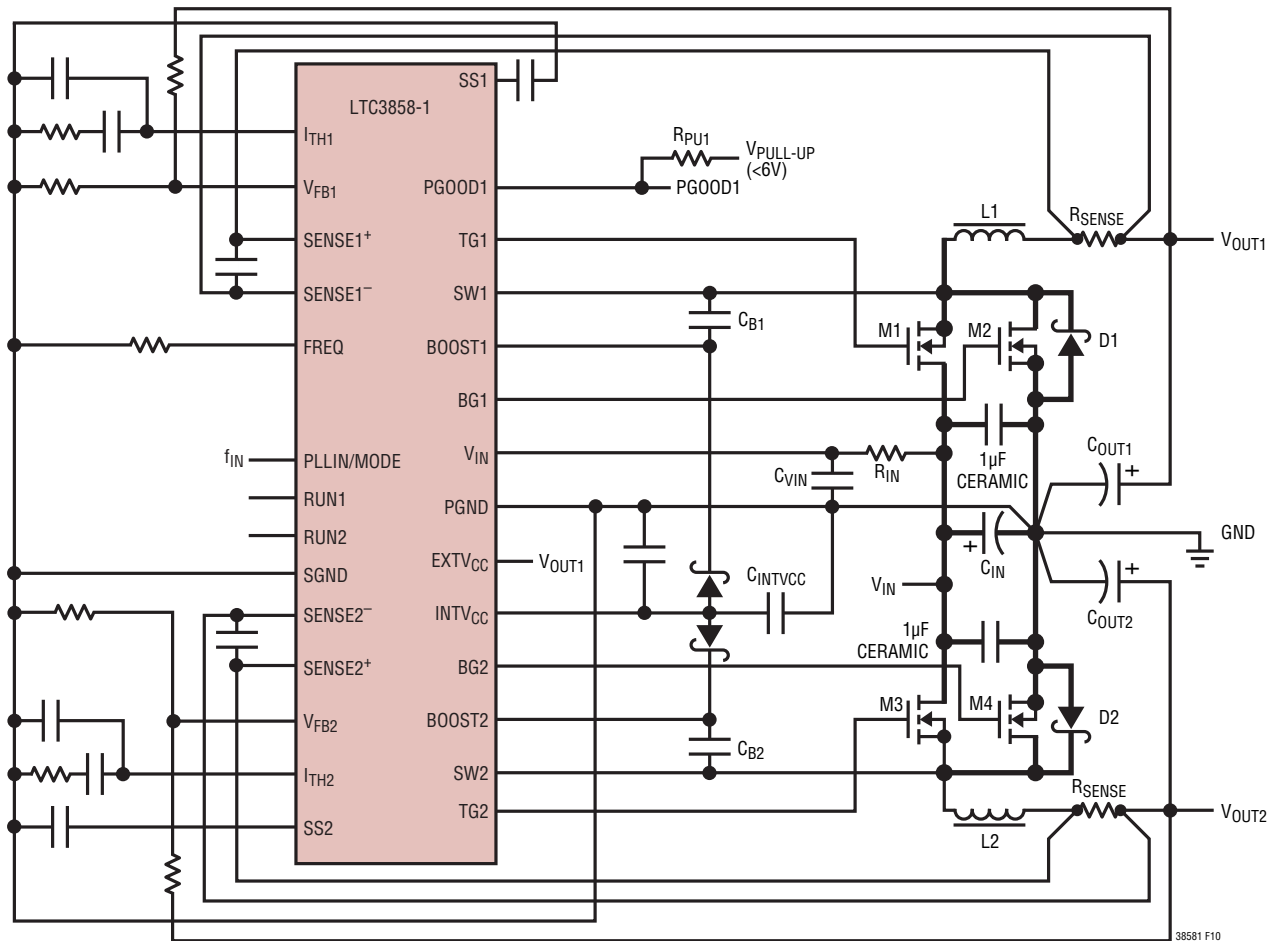 SS1
LTC3858-1
RPU1
VPULL-UP
(<6V)
ITH1
VFB1
PGOOD1
PGOOD1
L1
RSENSE
SENSE1+
TG1
VOUT1
SENSE1–
SW1
CB1
M1
M2
D1
FREQ
BOOST1
BG1
COUT1
+
fIN
PLLIN/MODE
VIN
RIN
1µF
CERAMIC
CVIN
RUN1
PGND
RUN2
GND
EXTVCC
VOUT1
+
CIN
SGND
CINTVCC
VIN
+
COUT2
SENSE2–
INTVCC
1µF
CERAMIC
SENSE2+
BG2
M3
M4
D2
VFB2
BOOST2
CB2
ITH2
SW2
RSENSE
TG2
VOUT2
SS2
L2
38581 F10